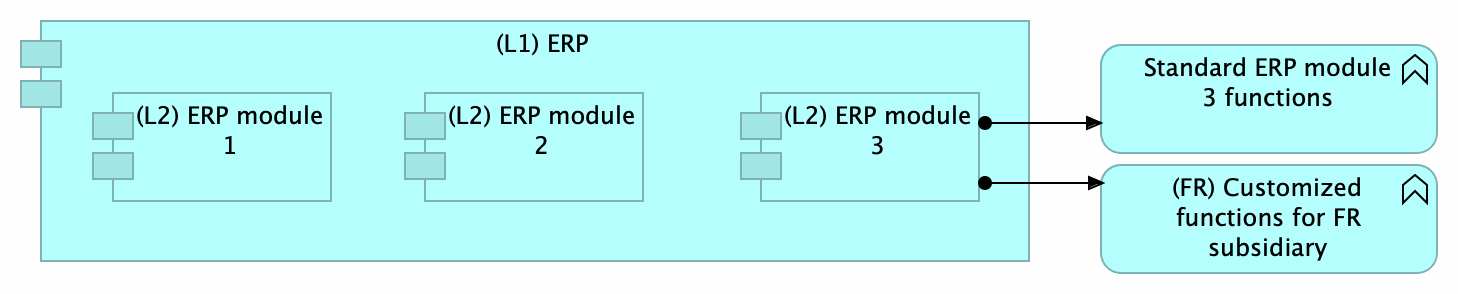 (L1) ERP
(L2) ERP module
1
(L2) ERP module
2
(L2) ERP module
3
Standard ERP module
3 functions
(FR) Customized
functions for FR
subsidiary